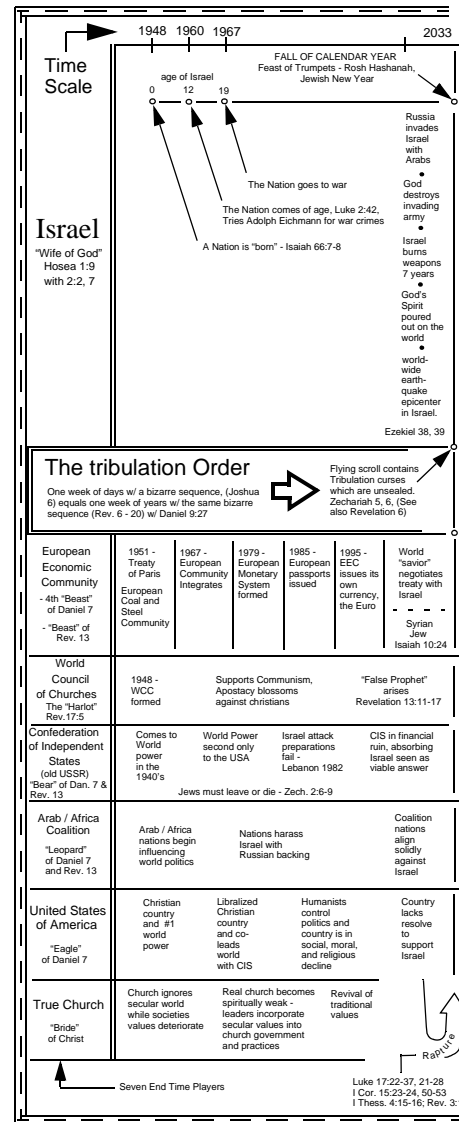 1948 1960 1967 2033
Time
Scale
FALL OF CALENDAR YEAR
Feast of Trumpets - Rosh Hashanah,
Jewish New Year
age of Israel
0 12 19
The Nation goes to war
The Nation comes of age, Luke 2:42,
Tries Adolph Eichmann for war crimes
A Nation is “born” - Isaiah 66:7-8
Russia
invades
Israel
with
Arabs
God
destroys
invading
army
Israel
burns
weapons
7 years
God's
Spirit
poured
out on the
world
world-
wide
earth-
quake
epicenter
in Israel.
Ezekiel 38, 39
Israel
“Wife of God”
Hosea 1:9
with 2:2, 7
The tribulation Order
One week of days w/ a bizarre sequence, (Joshua
6) equals one week of years w/ the same bizarre
sequence (Rev. 6 - 20) w/ Daniel 9:27
Flying scroll contains
Tribulation curses
which are unsealed.
Zechariah 5, 6, (See
also Revelation 6)
European
Economic
Community
- 4th “Beast”
of Daniel 7
- “Beast” of
Rev. 13
1951 -
Treaty
of Paris
European
Coal and
Steel
Community
1967 -
European
Community
Integrates
1979 -
European
Monetary
System
formed
1985 -
European
passports
issued
1995 -
EEC
issues its
own
currency,
the Euro
World
“savior”
negotiates
treaty with
Israel
Syrian
Jew
Isaiah 10:24
World
Council
of Churches
The “Harlot”
Rev.17:5
1948 -
WCC
formed
Supports Communism,
Apostacy blossoms
against christians
“False Prophet”
arises
Revelation 13:11-17
Confederation
of Independent
States
(old USSR)
“Bear” of Dan. 7 &
Rev. 13
Comes to
World
power
in the
1940's
World Power
second only
to the USA
Israel attack
preparations
fail -
Lebanon 1982
CIS in financial
ruin, absorbing
Israel seen as
viable answer
Jews must leave or die - Zech. 2:6-9
Arab / Africa
Coalition
“Leopard”
of Daniel 7
and Rev. 13
Arab / Africa
nations begin
influencing
world politics
Nations harass
Israel with
Russian backing
Coalition
nations
align
solidly
against
Israel
United States
of America
“Eagle”
of Daniel 7
Christian
country
and #1
world
power
Libralized
Christian
country
and co-
leads
world
with CIS
Humanists
control
politics and
country is in
social, moral,
and religious
decline
Country
lacks
resolve
to
support
Israel
True Church
“Bride”
of Christ
Church ignores
secular world
while societies
values deteriorate
Real church becomes
spiritually weak -
leaders incorporate
secular values into
church government
and practices
Revival of
traditional
values
Rapture
Seven End Time Players
Luke 17:22-37, 21-28
I Cor. 15:23-24, 50-53
I Thess. 4:15-16; Rev. 3: